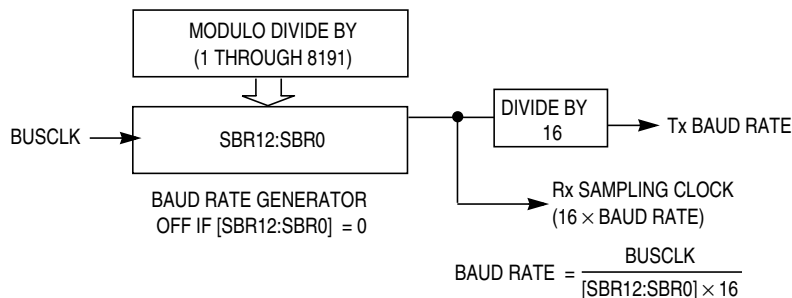 MODULO DIVIDE BY
(1 THROUGH 8191)
BUSCLK
SBR12:SBR0
DIVIDE BY
16
Tx BAUD RATE
BAUD RATE GENERATOR
OFF IF [SBR12:SBR0] = 0
Rx SAMPLING CLOCK
(16 × BAUD RATE)
BAUD RATE =
BUSCLK
[SBR12:SBR0] × 16